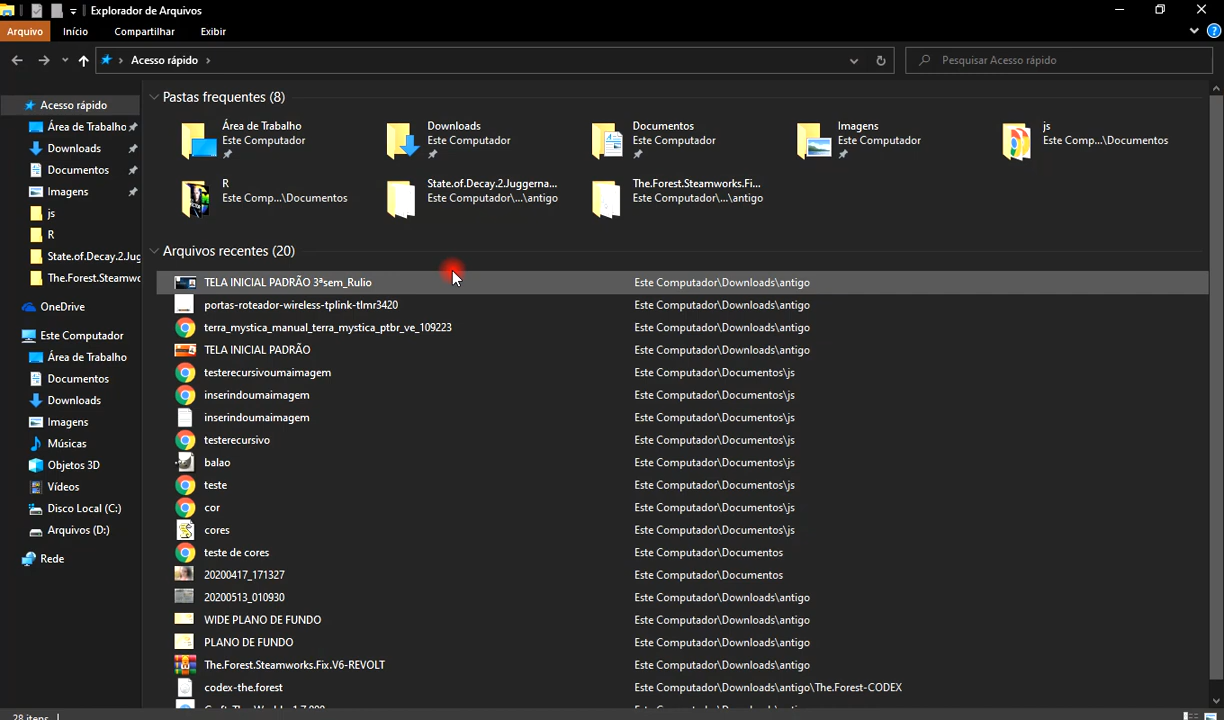 Explorador de Arquivos
Arquivo Início Compartilhar Exibir
Acesso rápido
Pesquisar Acesso rápido
Acesso rápido
Área de Trabalho
Downloads
Documentos
Imagens
js
R
State.of.Decay.2.Jug
The.Forest.Steamwo
OneDrive
Este Computador
Área de Trabalho
Documentos
Downloads
Imagens
Músicas
Objetos 3D
Vídeos
Disco Local (C:)
Arquivos (D:)
Rede
Pastas frequentes (8)
Área de Trabalho
Este Computador
Downloads
Este Computador
Documentos
Este Computador
Imagens
Este Computador
js
Este Comp...\Documentos
R
Este Comp...\Documentos
State.of.Decay.2.Juggerna...
Este Computador\...\antigo
The.Forest.Steamworks.Fi...
Este Computador\...\antigo
Arquivos recentes (20)
TELA INICIAL PADRÃO 3ªsem_Rulio Este Computador\Downloads\antigo
portas-roteador-wireless-tplink-tlmr3420 Este Computador\Downloads\antigo
terra_mystica_manual_terra_mystica_ptbr_ve_109223 Este Computador\Downloads\antigo
TELA INICIAL PADRÃO Este Computador\Downloads\antigo
testerecursivoumaimagem Este Computador\Documentos\js
inserindoumaimagem Este Computador\Documentos\js
inserindoumaimagem Este Computador\Documentos\js
testerecursivo Este Computador\Documentos\js
balao Este Computador\Documentos\js
teste Este Computador\Documentos\js
cor Este Computador\Documentos\js
cores Este Computador\Documentos\js
teste de cores Este Computador\Documentos
20200417_171327 Este Computador\Documentos
20200513_010930 Este Computador\Downloads\antigo
WIDE PLANO DE FUNDO Este Computador\Downloads\antigo
PLANO DE FUNDO Este Computador\Downloads\antigo
The.Forest.Steamworks.Fix.V6-REVOLT Este Computador\Downloads\antigo
codex-the.forest Este Computador\Downloads\antigo\The.Forest-CODEX
28 itens